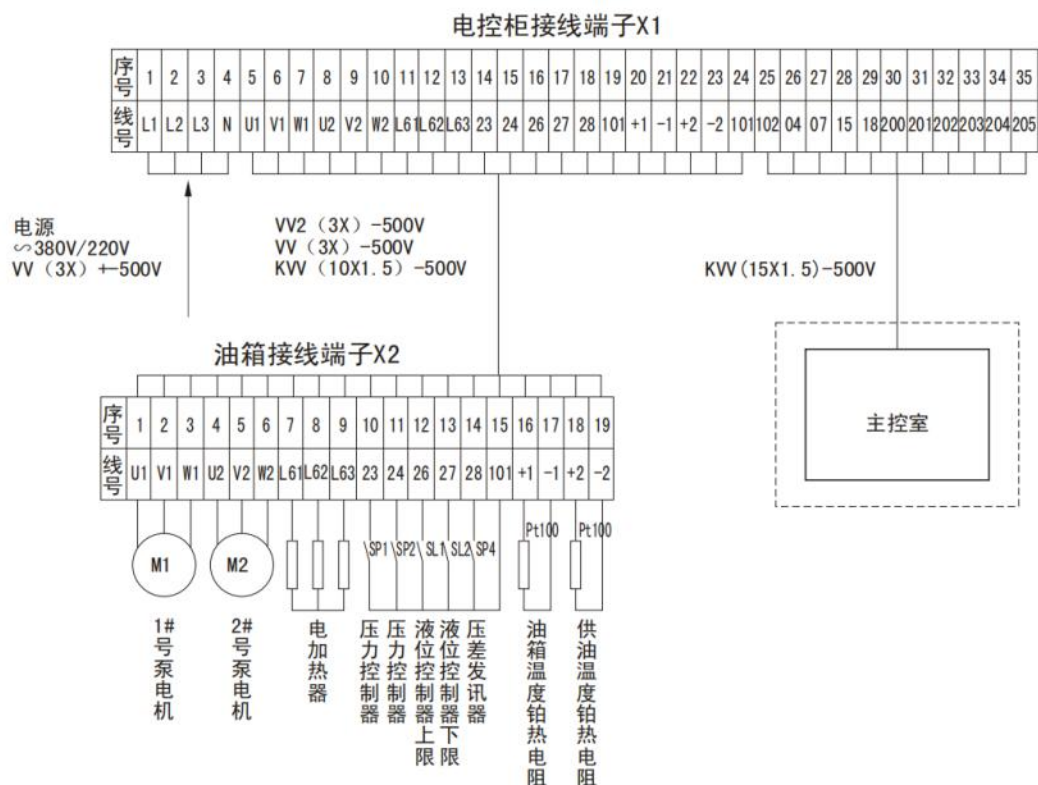 电控柜接线端子X1
序号 1 2 3 4 5 6 7 8 9 10 11 12 13 14 15 16 17 18 19 20 21 22 23 24 25 26 27 28 29 30 31 32 33 34 35
线号 L1 L2 L3 N U1 V1 W1 U2 V2 W2 L61 L62 L63 23 24 26 27 28 101 +1 -1 +2 -2 101 102 04 07 15 18 200 201 202 203 204 205
电源
∽380V/220V
VV（3X）+-500V
VV2（3X）-500V
VV（3X）-500V
KVV（10X1.5）-500V
KVV(15X1.5)-500V
油箱接线端子X2
序号 1 2 3 4 5 6 7 8 9 10 11 12 13 14 15 16 17 18 19
线号 U1 V1 W1 U2 V2 W2 L61 L62 L63 23 24 26 27 28 101 +1 -1 +2 -2
主控室
M1
M2
SP1
SP2
SL1
SL2
SP4
Pt100
Pt100
1#号泵电机
2#号泵电机
电加热器
压力控制器
压力控制器
液位控制器上限
液位控制器下限
压差发讯器
油箱温度铂热电阻
供油温度铂热电阻